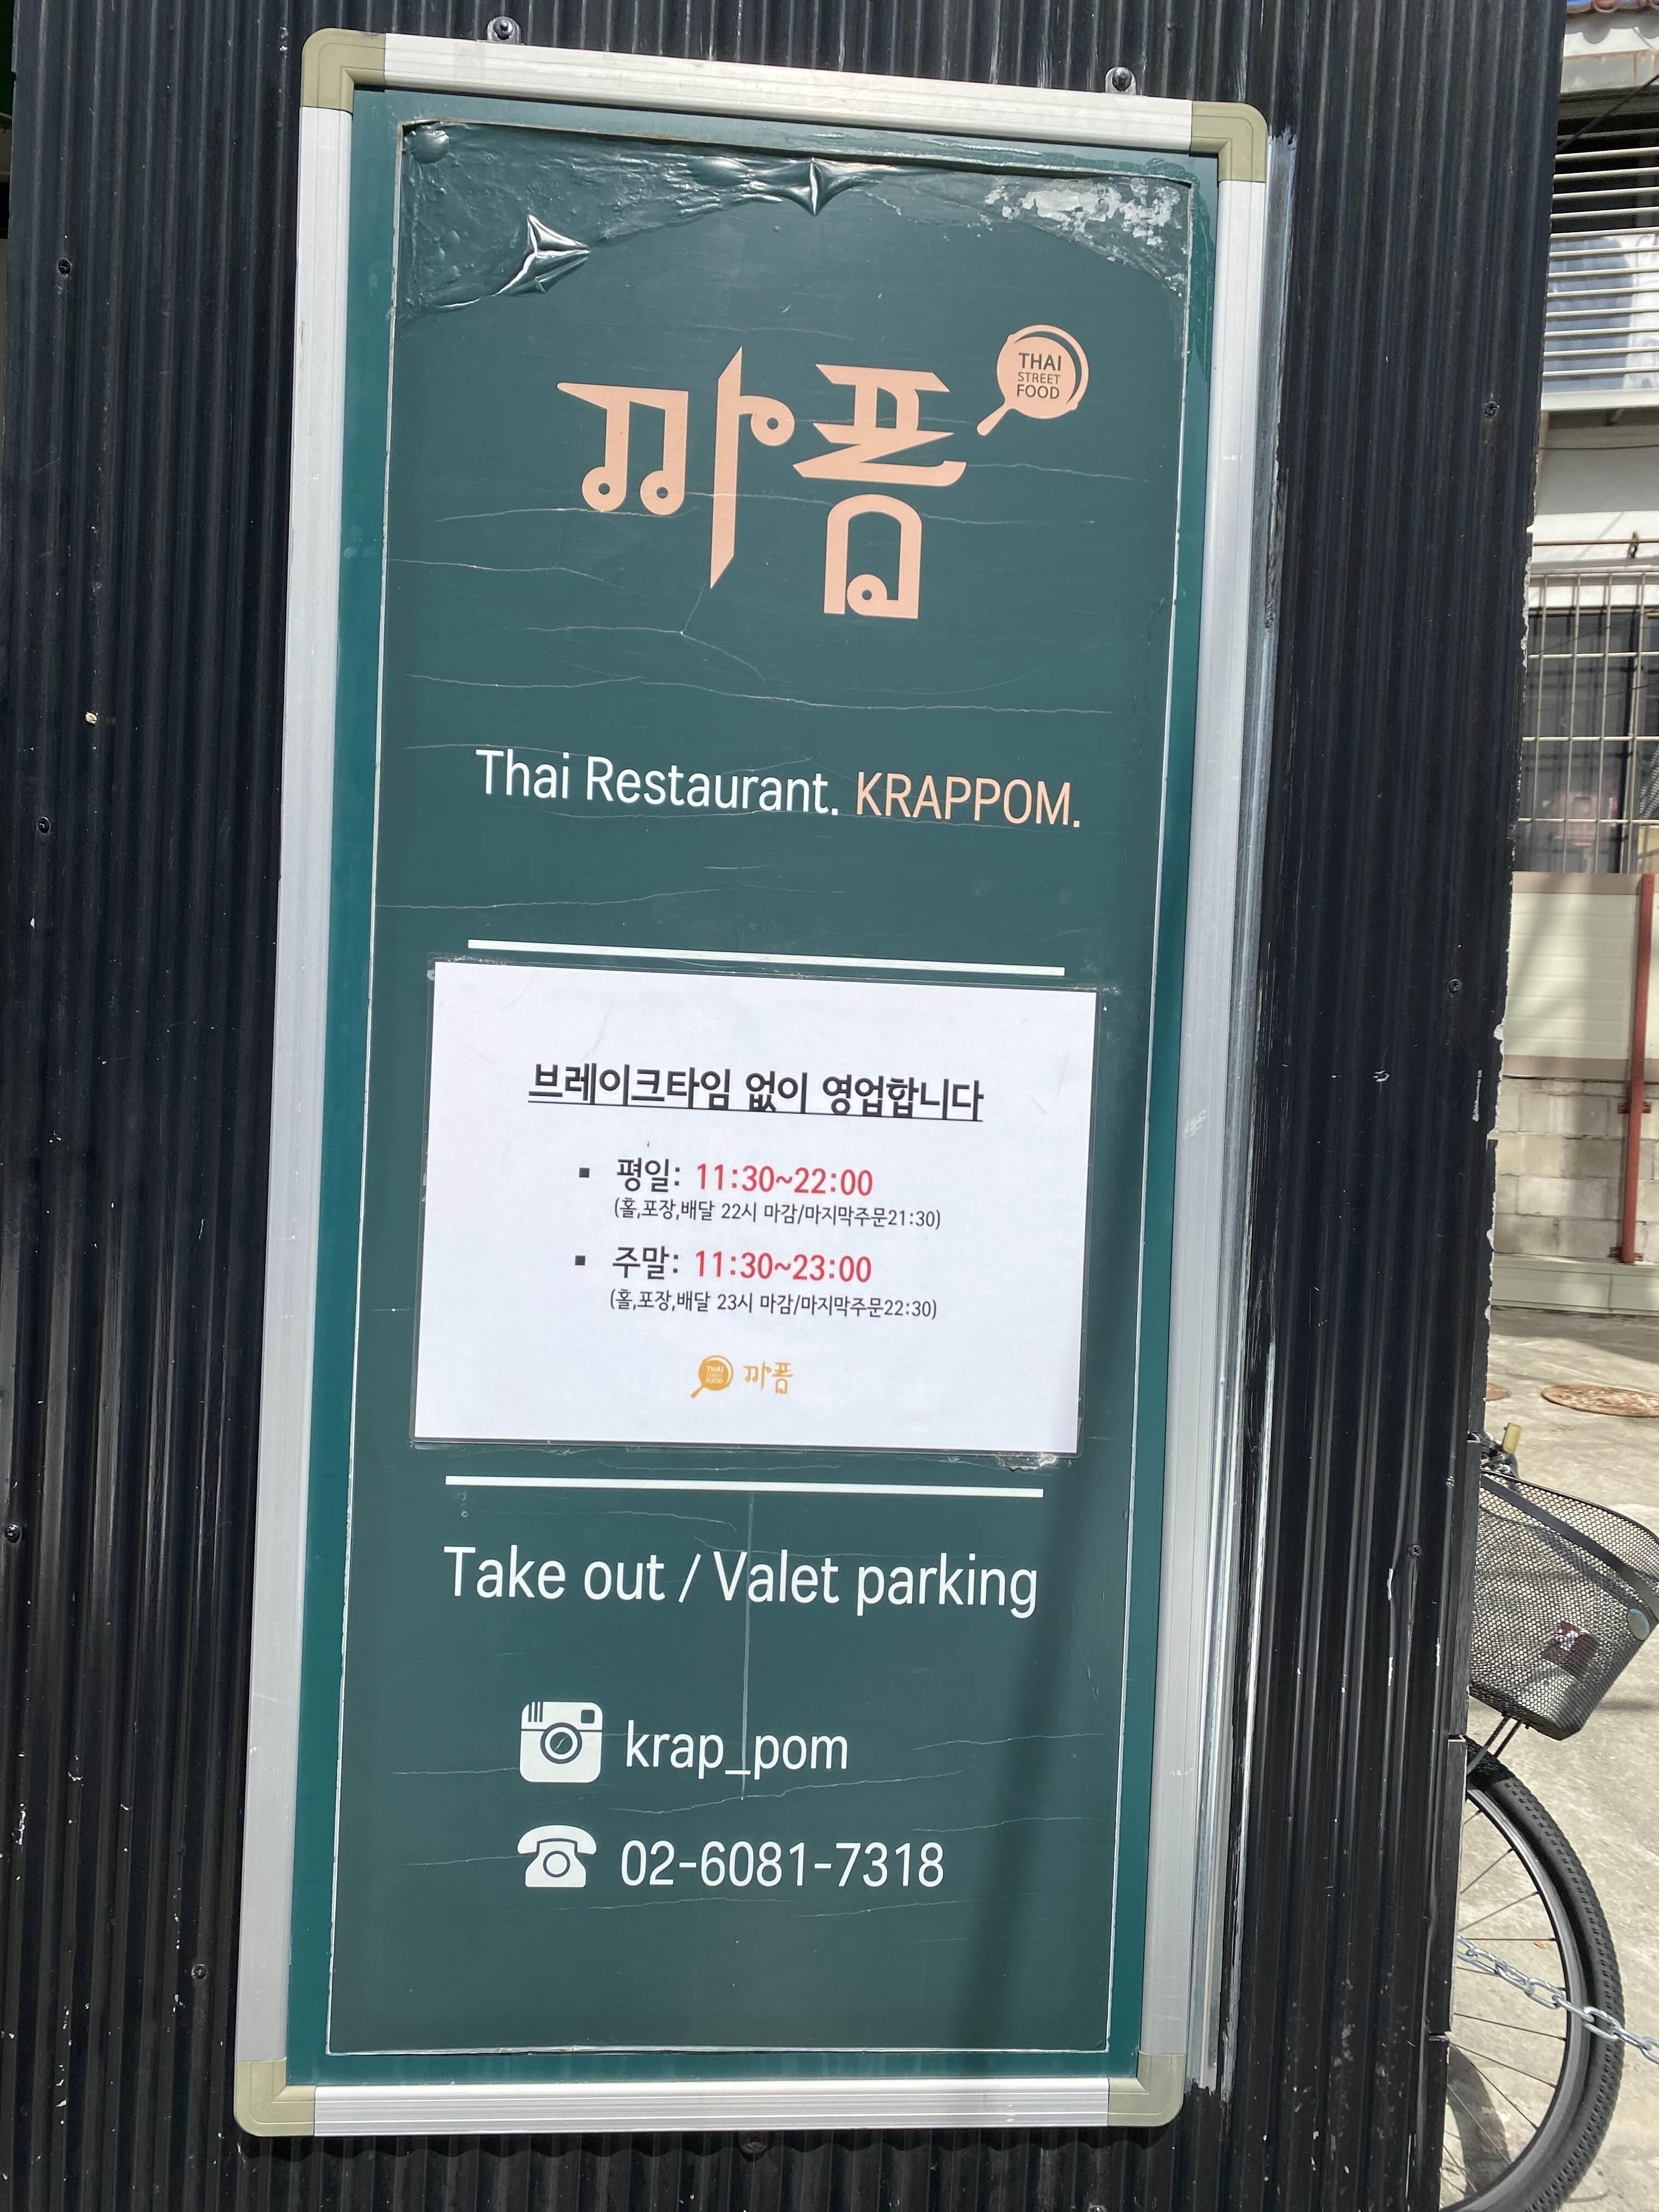 까폼
THAI
STREET
FOOD
Thai Restaurant. KRAPPOM.
브레이크타임 없이 영업합니다
▪ 평일: 11:30~22:00
(홀,포장,배달 22시 마감/마지막주문21:30)
▪ 주말: 11:30~23:00
(홀,포장,배달 23시 마감/마지막주문22:30)
THAI
STREET
FOOD
까폼
Take out / Valet parking
krap_pom
02-6081-7318